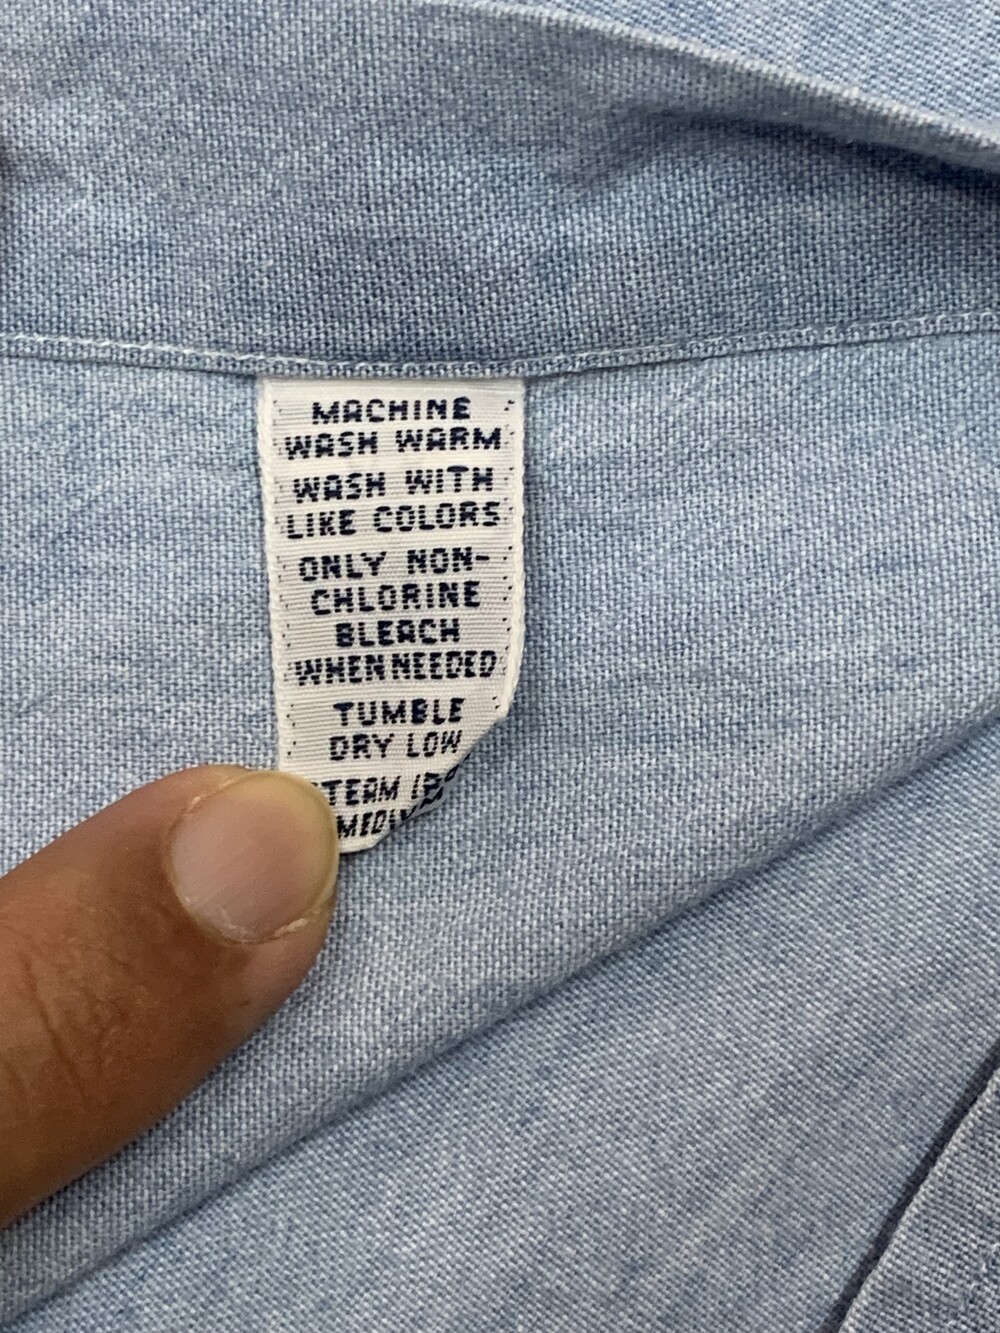 MACHINE
WASH WARM
WASH WITH
LIKE COLORS
ONLY NON-
CHLORINE
BLEACH
WHEN NEEDED
TUMBLE
DRY LOW